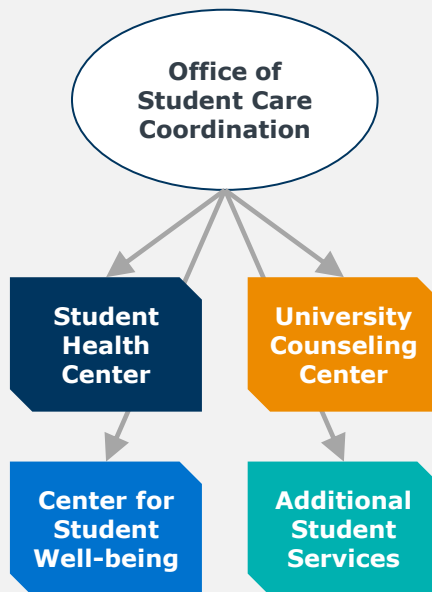 Office of
Student Care
Coordination
Student
Health
Center
University
Counseling
Center
Center for
Student
Well-being
Additional
Student
Services